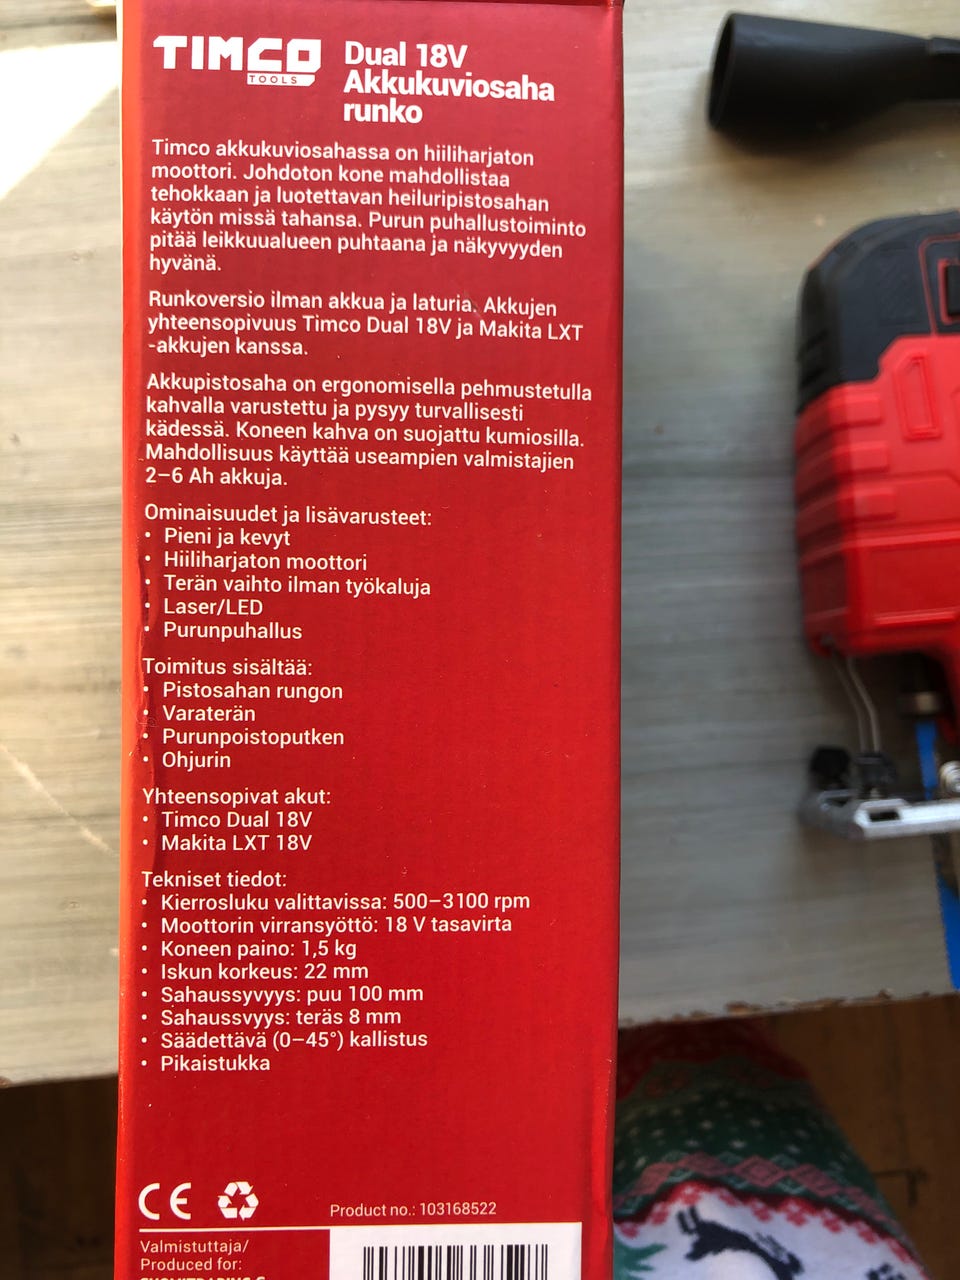 TIMCO
TOOLS
Dual 18V
Akkukuviosaha
runko
Timco akkukuviosahassa on hiiliharjaton
moottori. Johdoton kone mahdollistaa
tehokkaan ja luotettavan heiluripistosahan
käytön missä tahansa. Purun puhallustoiminto
pitää leikkuualueen puhtaana ja näkyvyyden
hyvänä.
Runkoversio ilman akkua ja laturia. Akkujen
yhteensopivuus Timco Dual 18V ja Makita LXT
-akkujen kanssa.
Akkupistosaha on ergonomisella pehmustetulla
kahvalla varustettu ja pysyy turvallisesti
kädessä. Koneen kahva on suojattu kumiosilla.
Mahdollisuus käyttää useampien valmistajien
2–6 Ah akkuja.
Ominaisuudet ja lisävarusteet:
• Pieni ja kevyt
• Hiiliharjaton moottori
• Terän vaihto ilman työkaluja
• Laser/LED
• Purunpuhallus
Toimitus sisältää:
• Pistosahan rungon
• Varaterän
• Purunpoistoputken
• Ohjurin
Yhteensopivat akut:
• Timco Dual 18V
• Makita LXT 18V
Tekniset tiedot:
• Kierrosluku valittavissa: 500–3100 rpm
• Moottorin virransyöttö: 18 V tasavirta
• Koneen paino: 1,5 kg
• Iskun korkeus: 22 mm
• Sahaussyvyys: puu 100 mm
• Sahaussvyys: teräs 8 mm
• Säädettävä (0–45°) kallistus
• Pikaistukka
CE
Product no.: 103168522
Valmistuttaja/
Produced for: